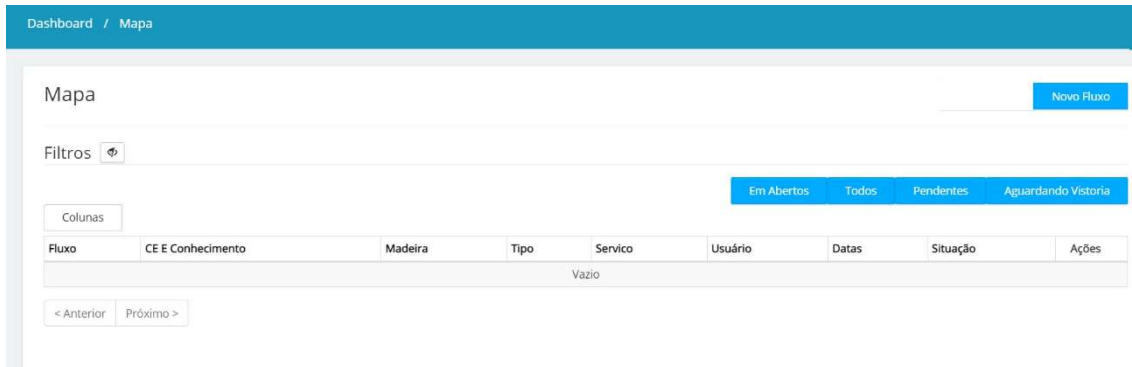 Dashboard / Mapa
Mapa
Novo Fluxo
Filtros
Em Abertos Todos Pendentes Aguardando Vistoria
Colunas
Fluxo CE E Conhecimento Madeira Tipo Servico Usuário Datas Situação Ações
Vazio
< Anterior Próximo >